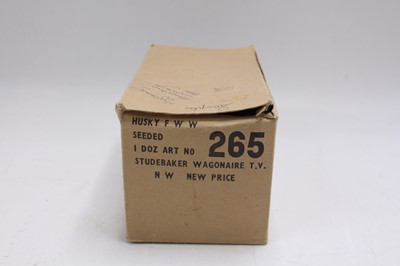 HUSKY F W W
SEEDED
1 DOZ ART NO 265
STUDEBAKER WAGONAIRE T.V.
N W NEW PRICE